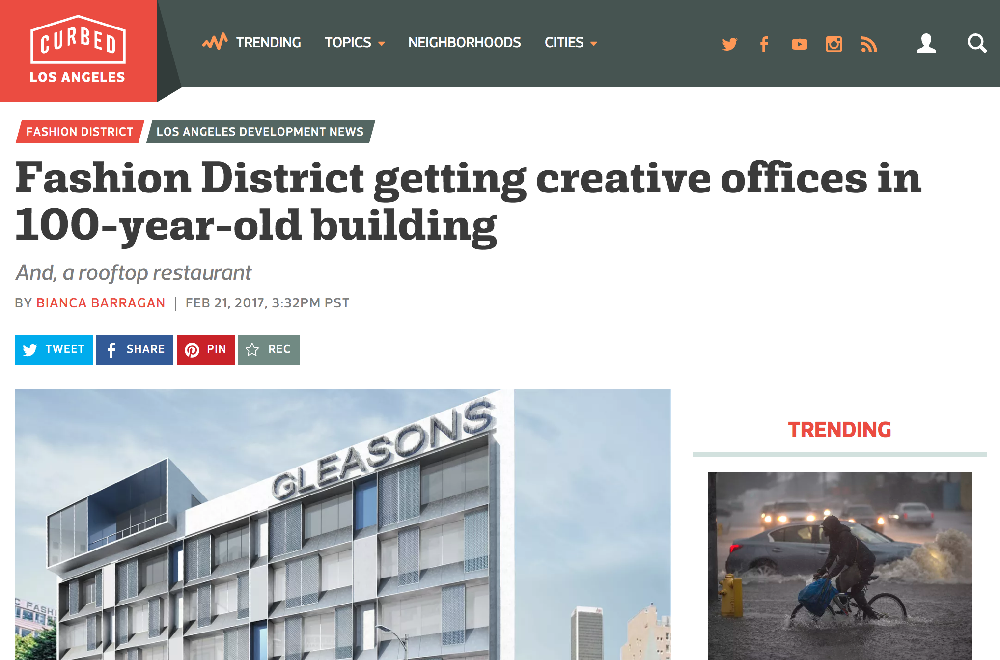 CURBED
LOS ANGELES
TRENDING
TOPICS
NEIGHBORHOODS
CITIES
FASHION DISTRICT
LOS ANGELES DEVELOPMENT NEWS
Fashion District getting creative offices in
100-year-old building
And, a rooftop restaurant
BY BIANCA BARRAGAN | FEB 21, 2017, 3:32PM PST
TWEET
SHARE
PIN
REC
GLEASONS
C FASHI
TRENDING